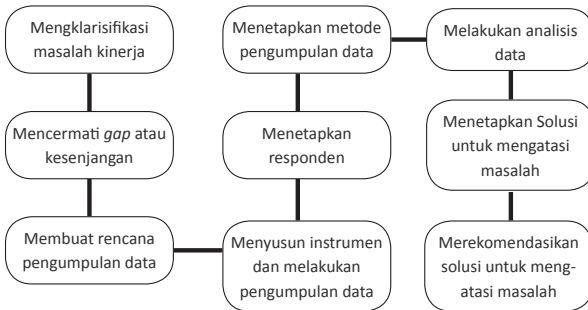 Mengklarisifikasi
masalah kinerja
Mencermati gap atau
kesenjangan
Membuat rencana
pengumpulan data
Menyusun instrumen
dan melakukan
pengumpulan data
Menetapkan
responden
Menetapkan metode
pengumpulan data
Melakukan analisis
data
Menetapkan Solusi
untuk mengatasi
masalah
Merekomendasikan
solusi untuk meng-
atasi masalah